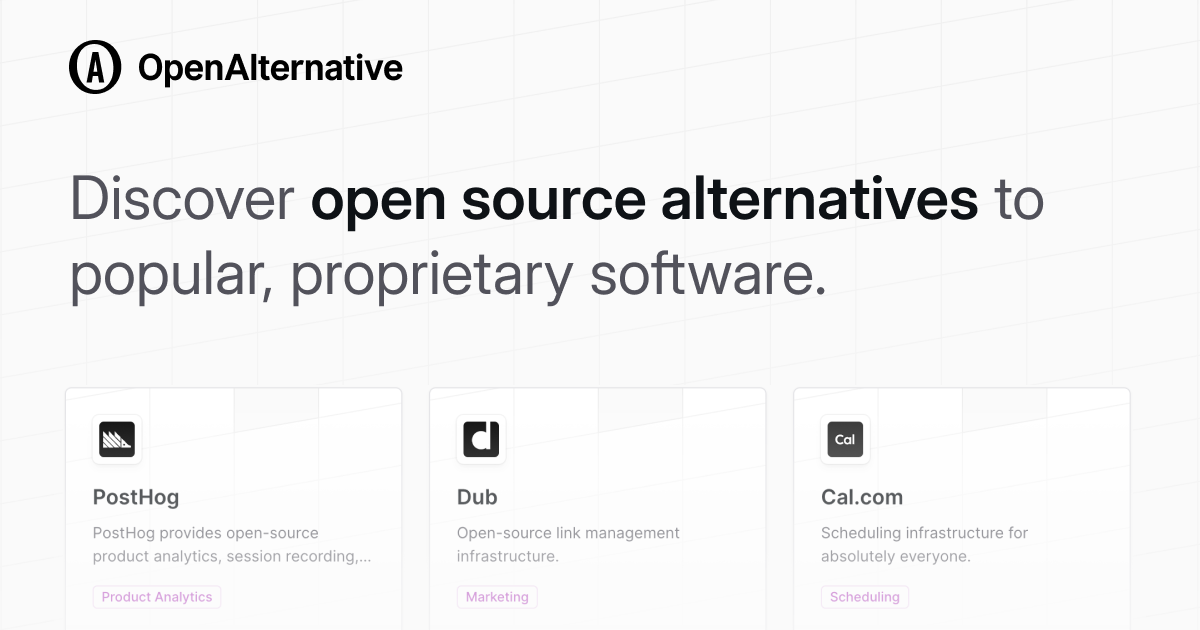 OpenAlternative
Discover open source alternatives to
popular, proprietary software.
PostHog
PostHog provides open-source
product analytics, session recording,...
Product Analytics
Dub
Open-source link management
infrastructure.
Marketing
Cal
Cal.com
Scheduling infrastructure for
absolutely everyone.
Scheduling